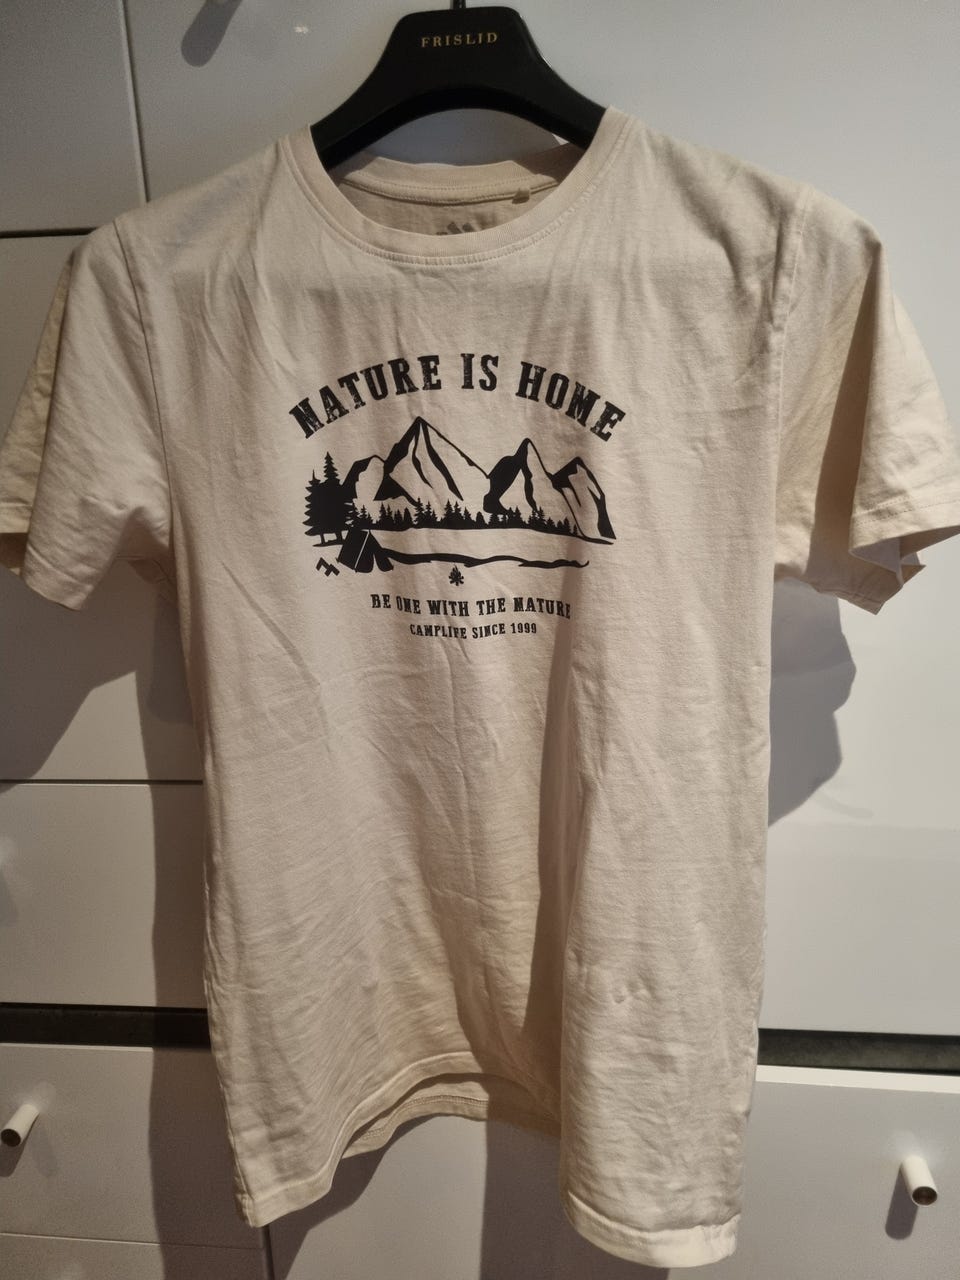 FRISLID
NATURE IS HOME
BE ONE WITH THE NATURE
CAMPLIFE SINCE 1999